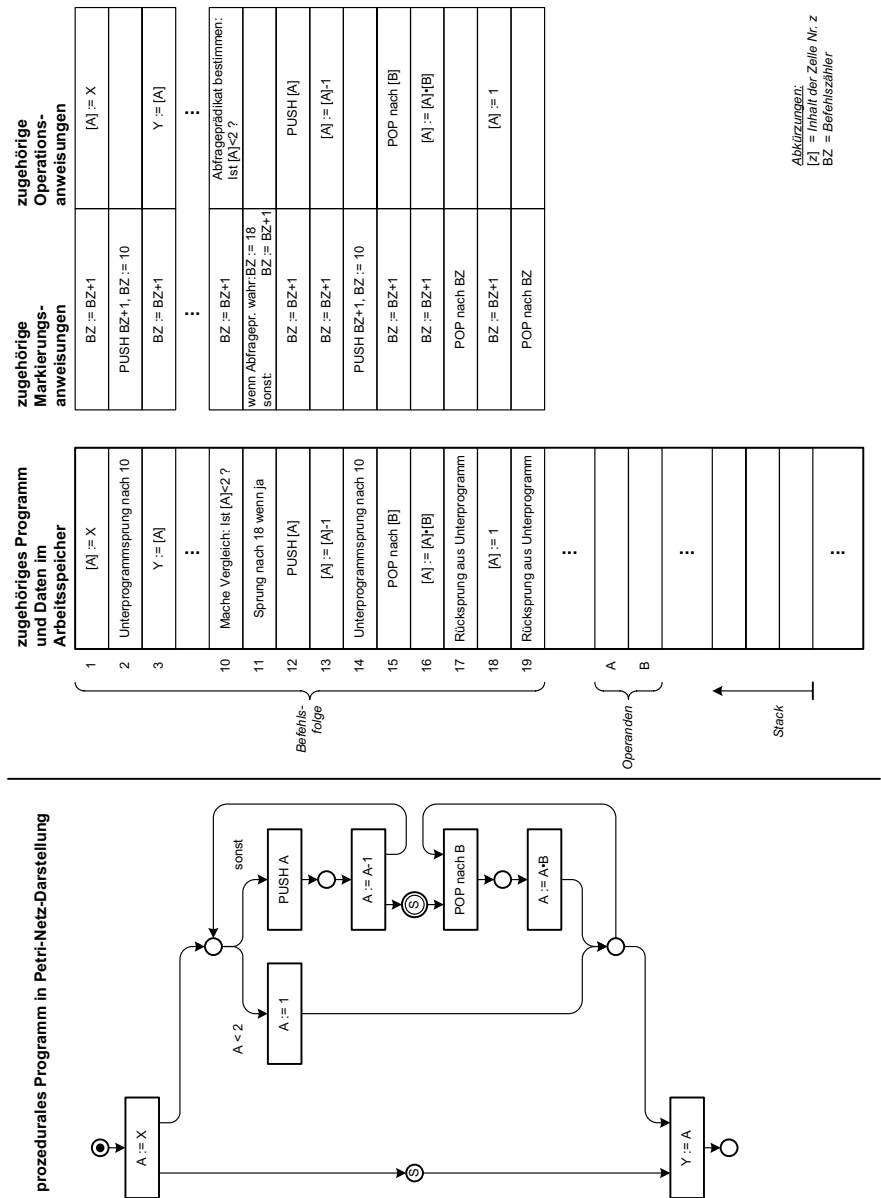 prozedurales Programm in Petri-Netz-Darstellung
A := X
A < 2
sonst
A := 1
PUSH A
A := A-1
S
S
POP nach B
A := A•B
Y := A
zugehöriges Programm
und Daten im
Arbeitsspeicher
zugehörige
Markierungs-
anweisungen
zugehörige
Operations-
anweisungen
Befehls-
folge
1
[A] := X
BZ := BZ+1
[A] := X
2
Unterprogrammsprung nach 10
PUSH BZ+1, BZ := 10
3
Y := [A]
BZ := BZ+1
Y := [A]
...
...
...
10
Mache Vergleich: Ist [A]<2 ?
BZ := BZ+1
Abfrageprädikat bestimmen:
Ist [A]<2 ?
11
Sprung nach 18 wenn ja
wenn Abfragepr. wahr:BZ := 18
sonst: BZ := BZ+1
12
PUSH [A]
BZ := BZ+1
PUSH [A]
13
[A] := [A]-1
BZ := BZ+1
[A] := [A]-1
14
Unterprogrammsprung nach 10
PUSH BZ+1, BZ := 10
15
POP nach [B]
BZ := BZ+1
POP nach [B]
16
[A] := [A]•[B]
BZ := BZ+1
[A] := [A]•[B]
17
Rücksprung aus Unterprogramm
POP nach BZ
18
[A] := 1
BZ := BZ+1
[A] := 1
19
Rücksprung aus Unterprogramm
POP nach BZ
...
Operanden
A
B
...
Stack
...
Abkürzungen:
[z] = Inhalt der Zelle Nr. z
BZ = Befehlszähler